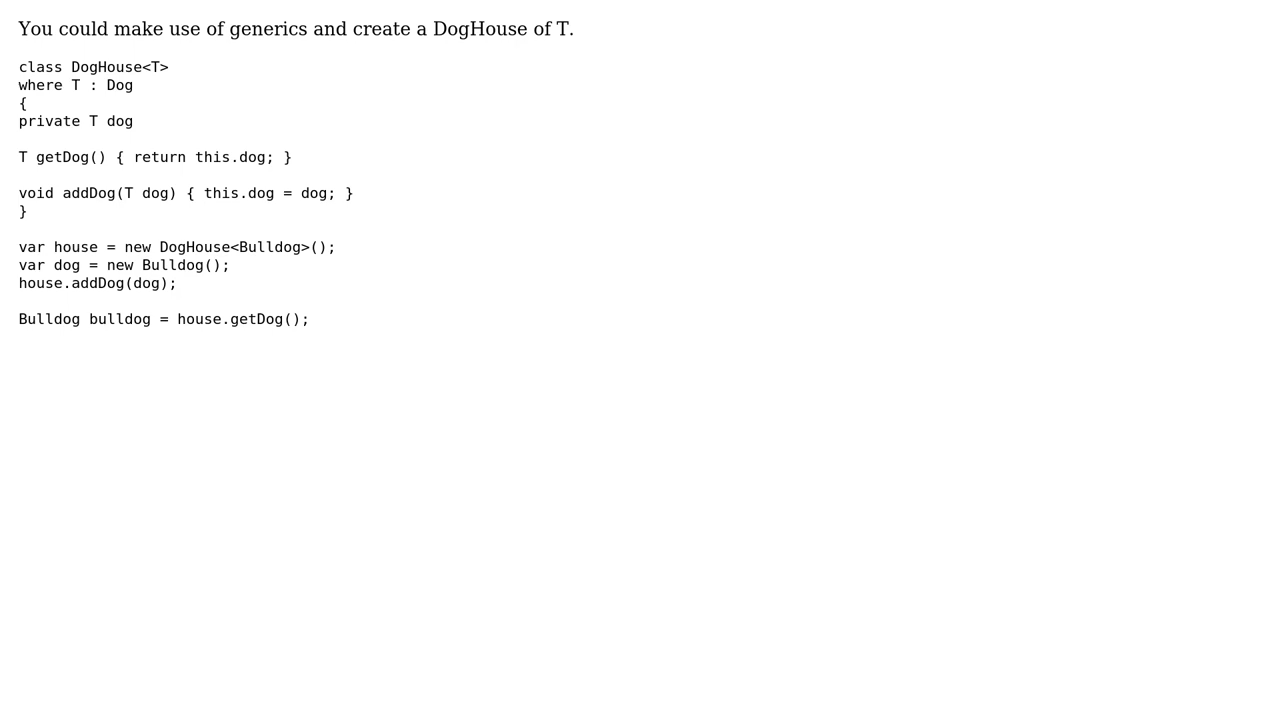 You could make use of generics and create a DogHouse of T.
class DogHouse<T>
where T : Dog
{
private T dog
T getDog() { return this.dog; }
void addDog(T dog) { this.dog = dog; }
}
var house = new DogHouse<Bulldog>();
var dog = new Bulldog();
house.addDog(dog);
Bulldog bulldog = house.getDog();